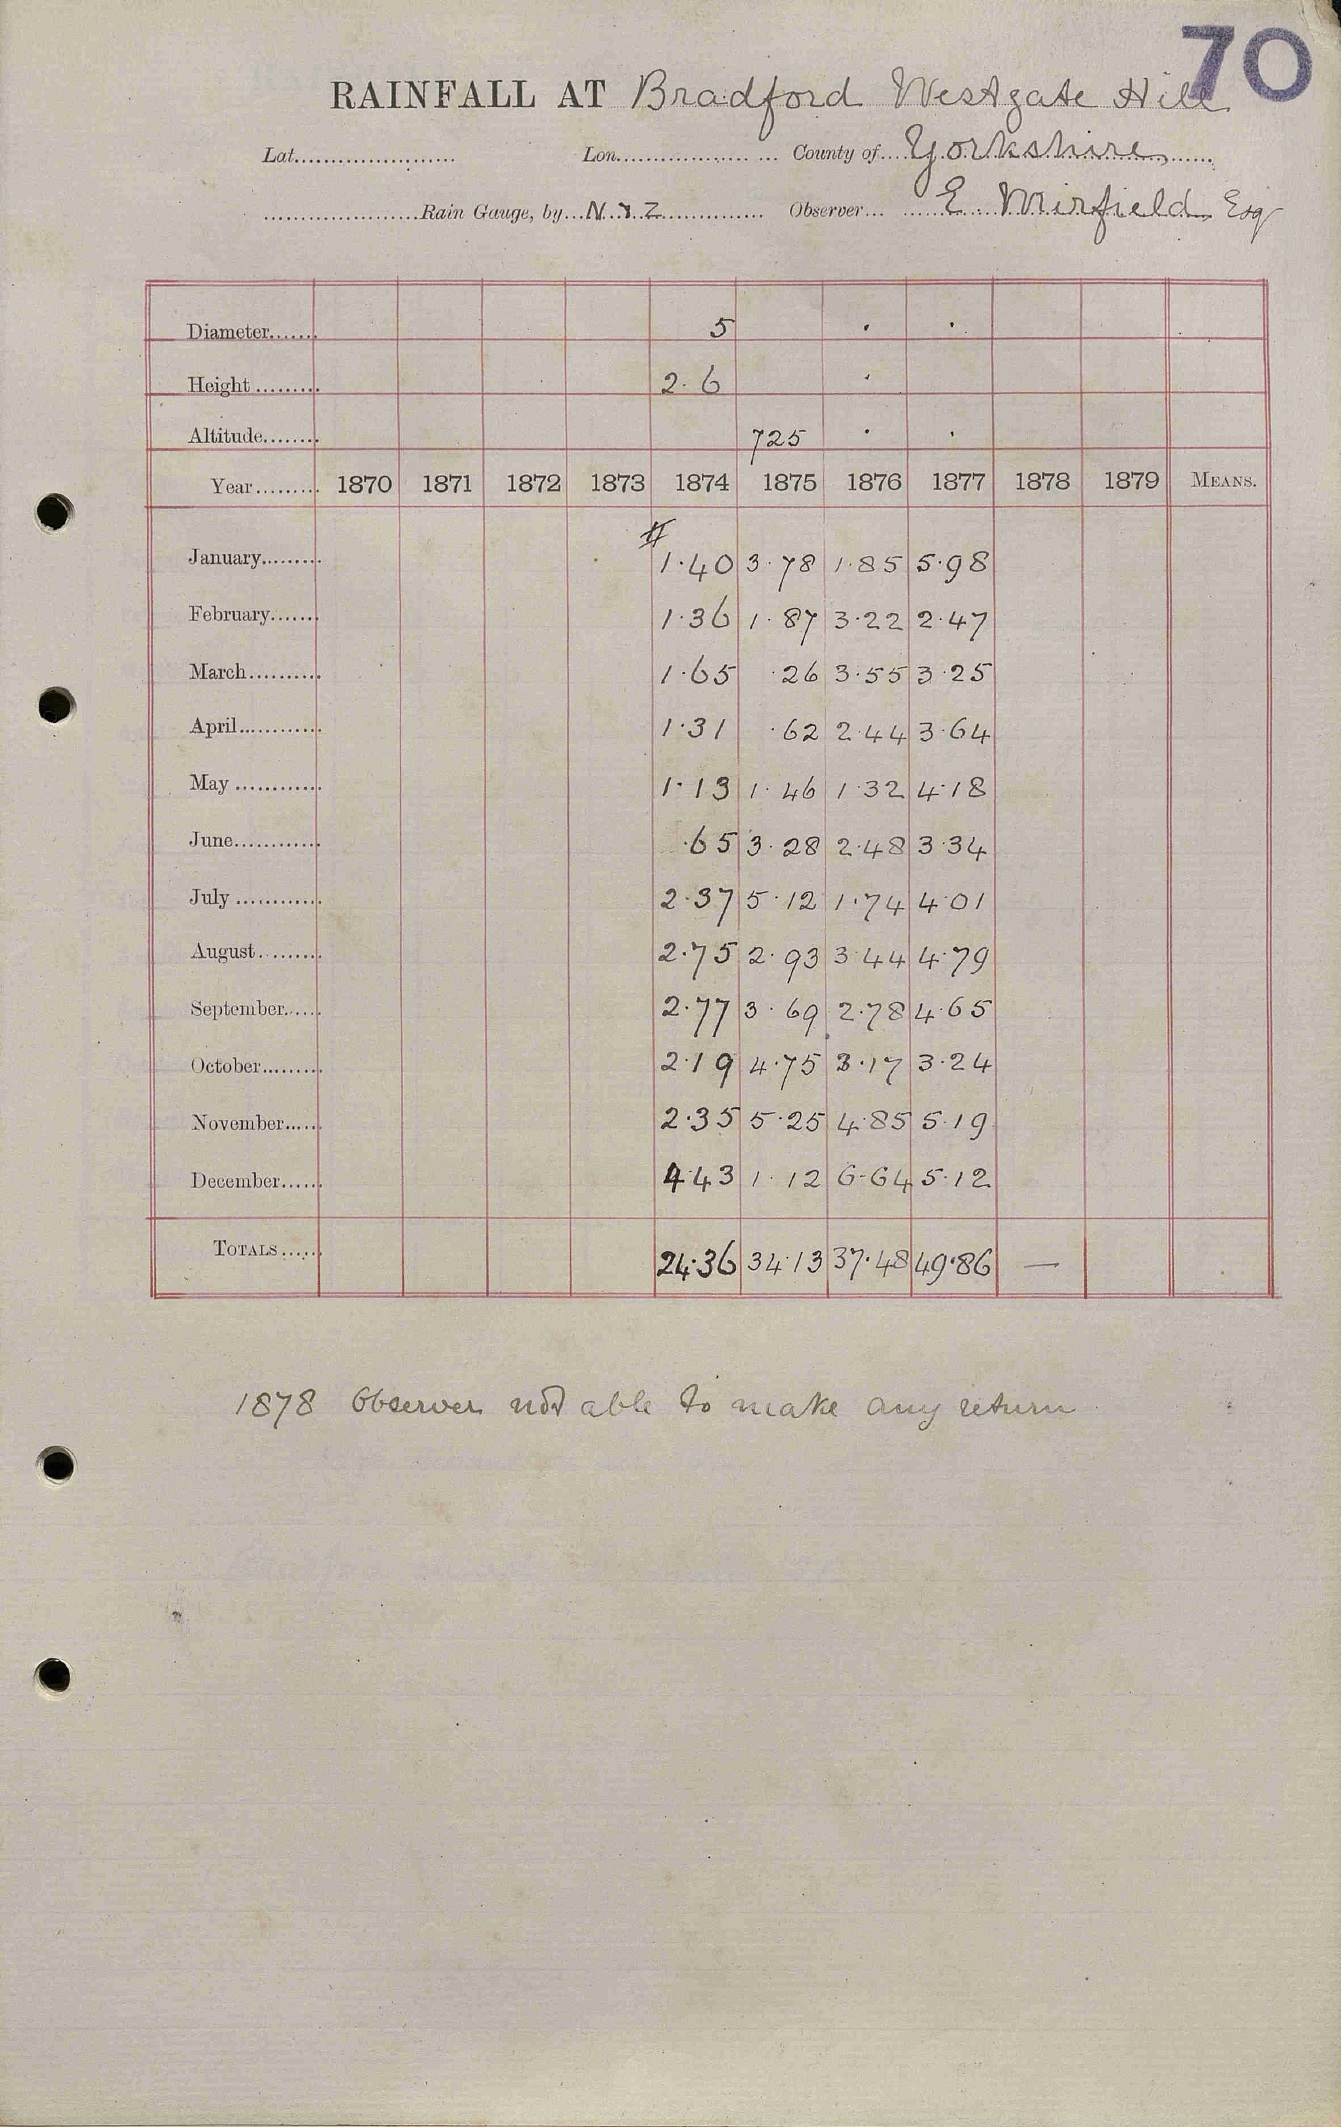 70
RAINFALL AT Bradford Westgate Hill
Lat. Lon. County of Yorkshire
Rain Gauge, by N & Z Observer E Mirfield Esq
Diameter 5 · ·
Height 2·6 ·
Altitude 725 · ·
Year 1870 1871 1872 1873 1874 1875 1876 1877 1878 1879 MEANS.
#
January 1·40 3·78 1·85 5·98
February 1·36 1·87 3·22 2·47
March 1·65 ·26 3·55 3·25
April 1·31 ·62 2·44 3·64
May 1·13 1·46 1·32 4·18
June ·65 3·28 2·48 3·34
July 2·37 5·12 1·74 4·01
August 2·75 2·93 3·44 4·79
September 2·77 3·69 2·78 4·65
October 2·19 4·75 3·17 3·24
November 2·35 5·25 4·85 5·19
December 4·43 1·12 6·64 5·12
TOTALS 24·36 34·13 37·48 49·86 —
1878 Observer not able to make any return